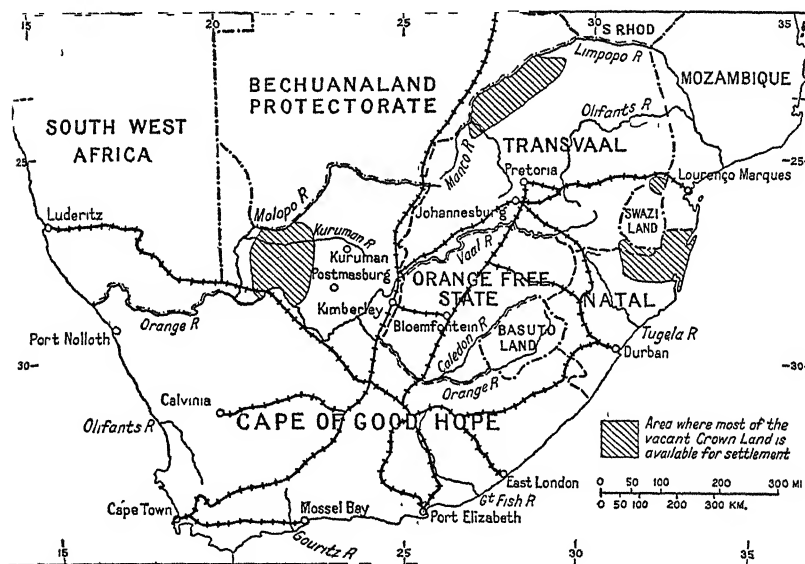 15
20
25
30
35
S RHOD
Limpopo R
BECHUANALAND
PROTECTORATE
MOZAMBIQUE
SOUTH WEST
AFRICA
Olifants R
TRANSVAAL
25
25
Marico R
Pretoria
Lourenço Marques
Molopo R
Johannesburg
SWAZI
LAND
Luderitz
Kuruman R
Kuruman
Vaal R
Postmasburg
ORANGE FREE
STATE
NATAL
Kimberley
Orange R
Bloemfontein
Caledon R
BASUTO
LAND
Tugela R
Port Nolloth
Durban
30
30
Orange R
Calvinia
CAPE OF GOOD HOPE
Olifants R
Area where most of the
vacant Crown Land is
available for settlement
East London
Gt Fish R
0 50 100 200 300 MI
0 50 100 200 300 KM.
Cape Town
Mossel Bay
Port Elizabeth
Gouritz R
15
25
30
35